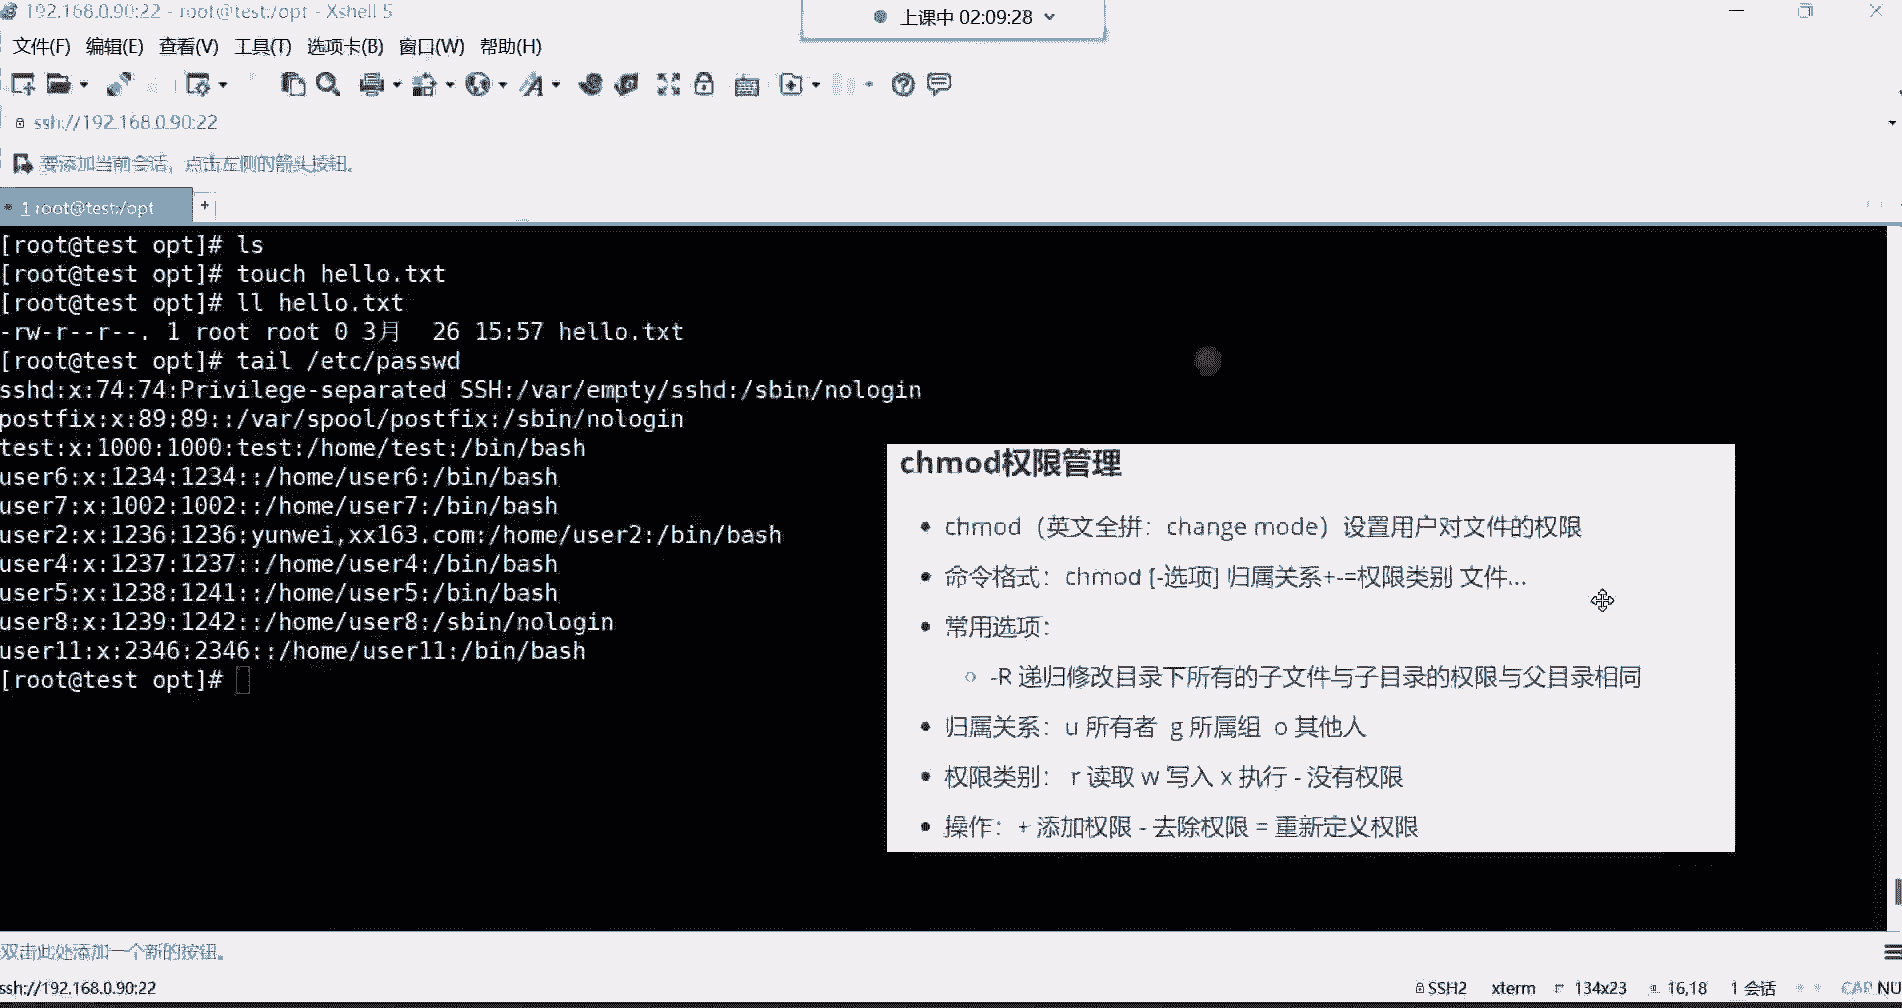 192.168.0.90:22 - root@test:/opt - Xshell 5
上课中 02:09:28
文件(F) 编辑(E) 查看(V) 工具(T) 选项卡(B) 窗口(W) 帮助(H)
ssh://192.168.0.90:22
要添加当前会话，点击左侧的箭头按钮。
1 root@test:/opt +
[root@test opt]# ls
[root@test opt]# touch hello.txt
[root@test opt]# ll hello.txt
-rw-r--r--. 1 root root 0 3月  26 15:57 hello.txt
[root@test opt]# tail /etc/passwd
sshd:x:74:74:Privilege-separated SSH:/var/empty/sshd:/sbin/nologin
postfix:x:89:89::/var/spool/postfix:/sbin/nologin
test:x:1000:1000:test:/home/test:/bin/bash
user6:x:1234:1234::/home/user6:/bin/bash
user7:x:1002:1002::/home/user7:/bin/bash
user2:x:1236:1236:yunwei,xx163.com:/home/user2:/bin/bash
user4:x:1237:1237::/home/user4:/bin/bash
user5:x:1238:1241::/home/user5:/bin/bash
user8:x:1239:1242::/home/user8:/sbin/nologin
user11:x:2346:2346::/home/user11:/bin/bash
[root@test opt]#
chmod权限管理
chmod（英文全拼：change mode）设置用户对文件的权限
命令格式：chmod [-选项] 归属关系+-=权限类别 文件...
常用选项：
-R 递归修改目录下所有的子文件与子目录的权限与父目录相同
归属关系：u 所有者 g 所属组 o 其他人
权限类别： r 读取 w 写入 x 执行 - 没有权限
操作：+ 添加权限 - 去除权限 = 重新定义权限
双击此处添加一个新的按钮。
ssh://192.168.0.90:22
SSH2 xterm 134x23 16,18 1 会话 CAP NU